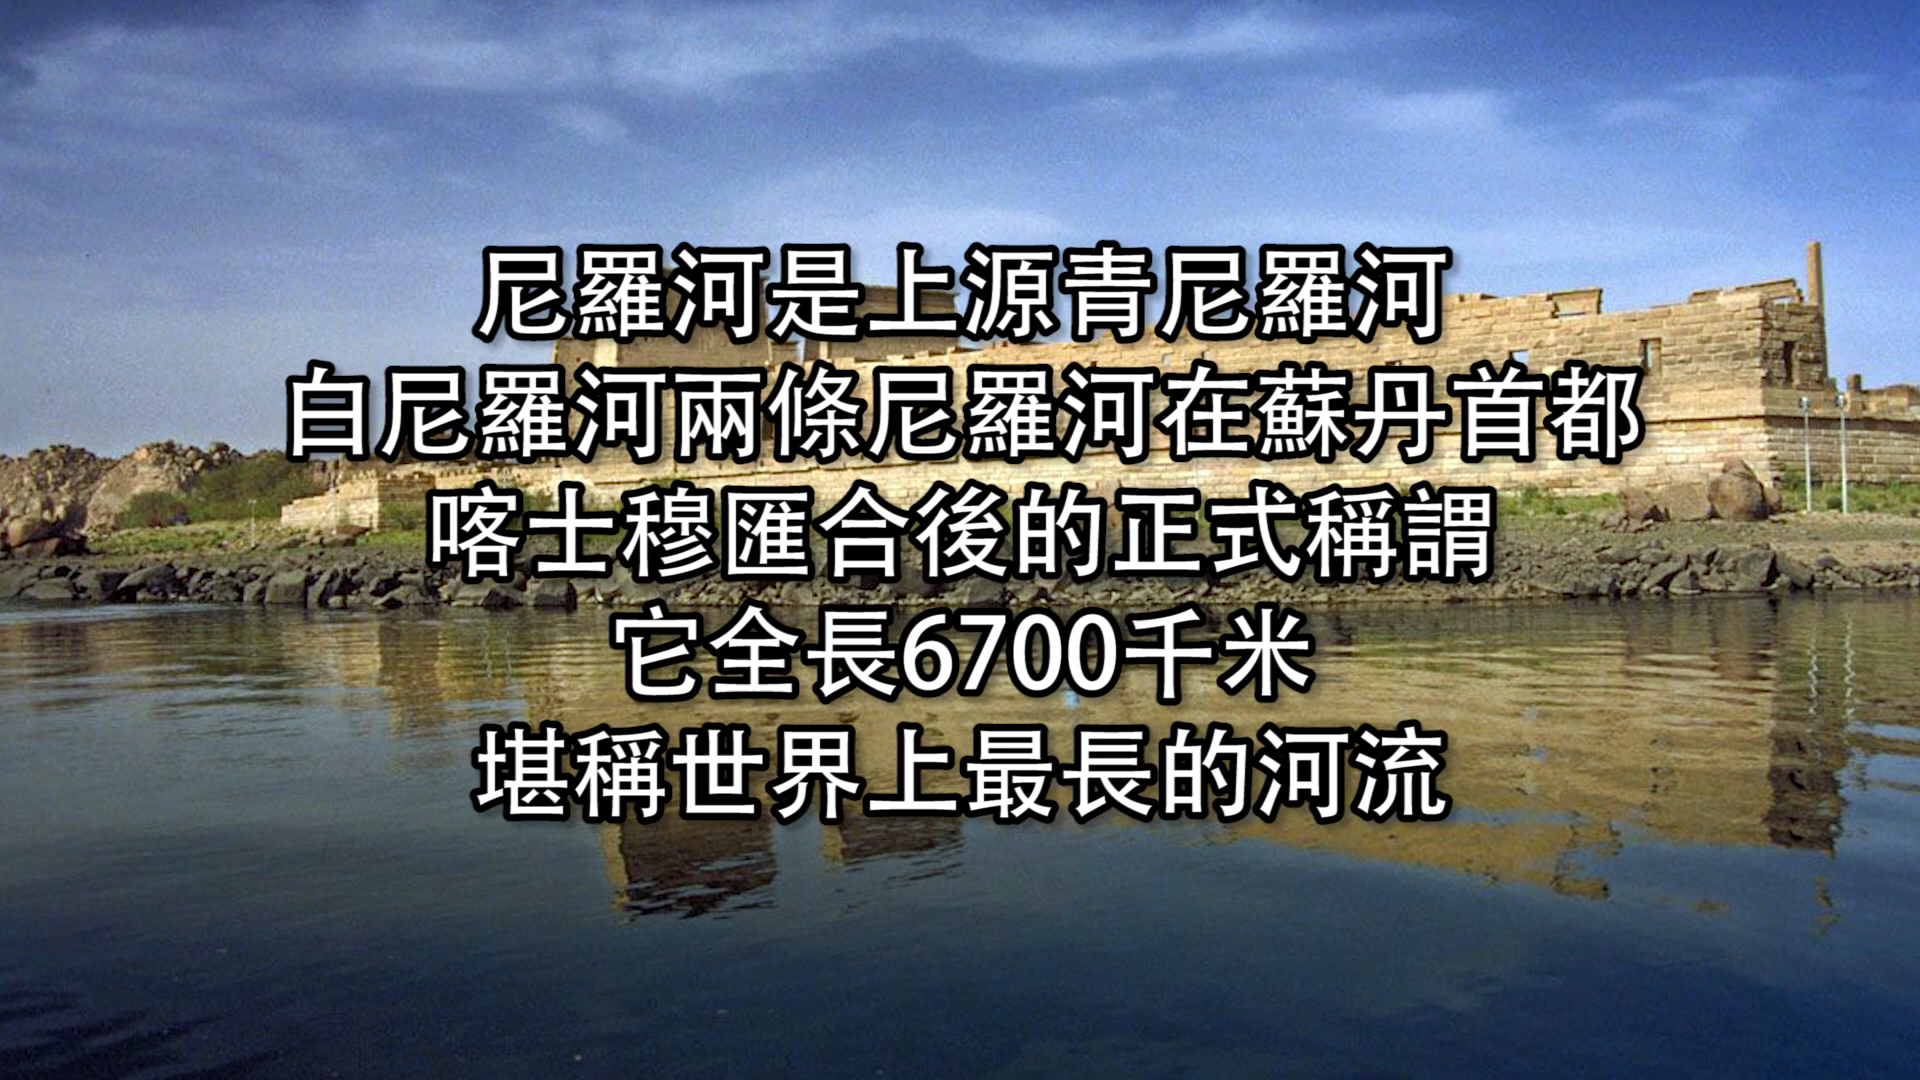 尼羅河是上源青尼羅河
白尼羅河兩條尼羅河在蘇丹首都
喀士穆匯合後的正式稱謂
它全長6700千米
堪稱世界上最長的河流